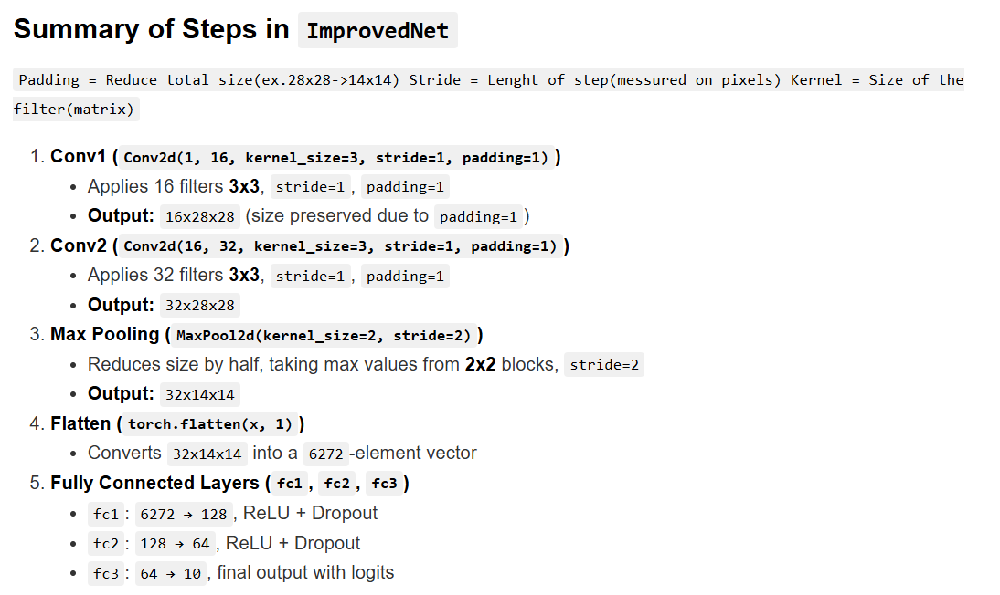 Summary of Steps in ImprovedNet
Padding = Reduce total size(ex.28x28->14x14) Stride = Lenght of step(messured on pixels) Kernel = Size of the
filter(matrix)
1. Conv1 (Conv2d(1, 16, kernel_size=3, stride=1, padding=1))
• Applies 16 filters 3x3, stride=1, padding=1
• Output: 16x28x28 (size preserved due to padding=1)
2. Conv2 (Conv2d(16, 32, kernel_size=3, stride=1, padding=1))
• Applies 32 filters 3x3, stride=1, padding=1
• Output: 32x28x28
3. Max Pooling (MaxPool2d(kernel_size=2, stride=2))
• Reduces size by half, taking max values from 2x2 blocks, stride=2
• Output: 32x14x14
4. Flatten (torch.flatten(x, 1))
• Converts 32x14x14 into a 6272-element vector
5. Fully Connected Layers (fc1, fc2, fc3)
• fc1: 6272 → 128, ReLU + Dropout
• fc2: 128 → 64, ReLU + Dropout
• fc3: 64 → 10, final output with logits